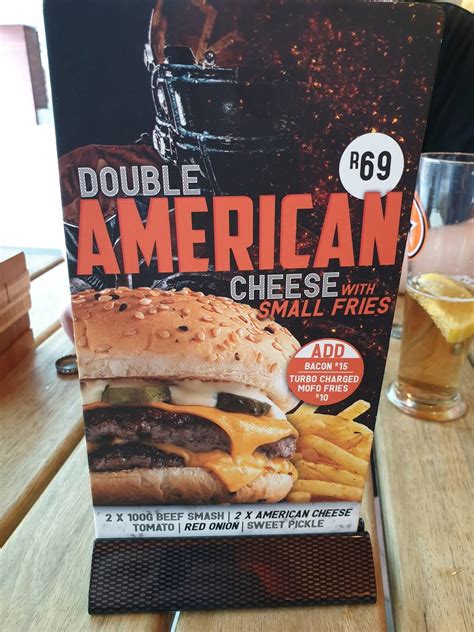 R69
DOUBLE
AMERICAN
CHEESE WITH
SMALL FRIES
ADD
BACON R15
TURBO CHARGED
MOFO FRIES
R10
2 X 100G BEEF SMASH | 2 X AMERICAN CHEESE
TOMATO | RED ONION | SWEET PICKLE